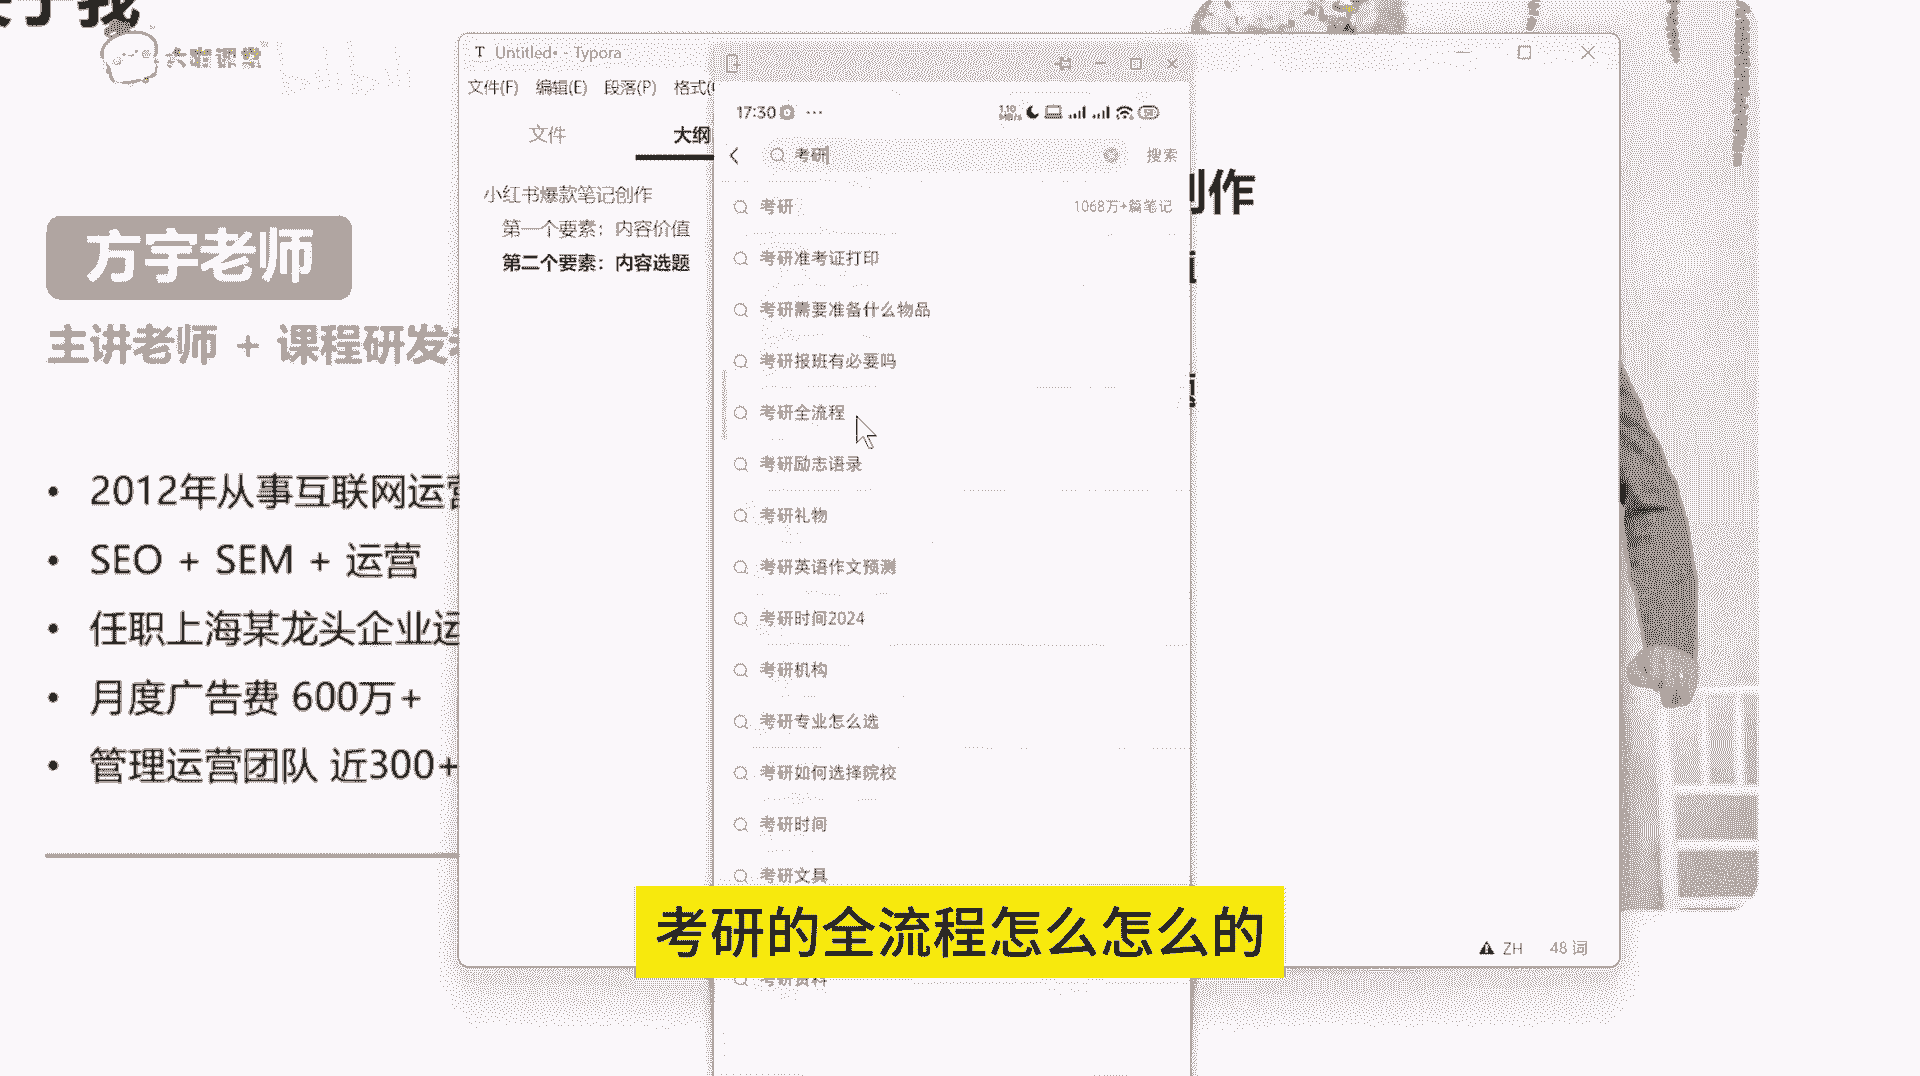 于我
六啦课堂
bilibili
方宇老师
主讲老师 + 课程研发
• 2012年从事互联网运营
• SEO + SEM + 运营
• 任职上海某龙头企业运
• 月度广告费 600万+
• 管理运营团队 近300+
Untitled• - Typora
文件(F) 编辑(E) 段落(P) 格式(
文件 大纲
小红书爆款笔记创作
第一个要素：内容价值
第二个要素：内容选题
创作
17:30 ···
考研 搜索
考研 1068万+篇笔记
考研准考证打印
考研需要准备什么物品
考研报班有必要吗
考研全流程
考研励志语录
考研礼物
考研英语作文预测
考研时间2024
考研机构
考研专业怎么选
考研如何选择院校
考研时间
考研文具
考研的全流程怎么怎么的
考研资料
ZH 48 词